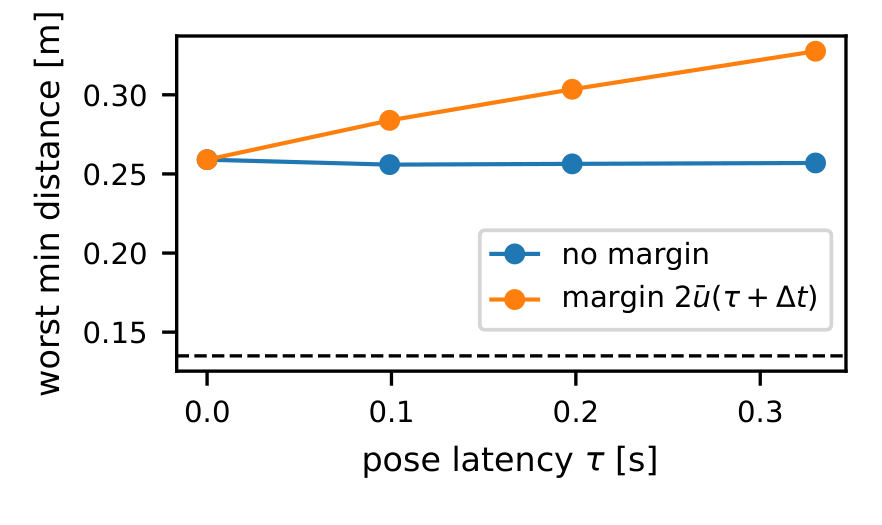 worst min distance [m]
0.30
0.25
0.20
0.15
no margin
margin 2ū(τ + Δt)
0.0 0.1 0.2 0.3
pose latency τ [s]